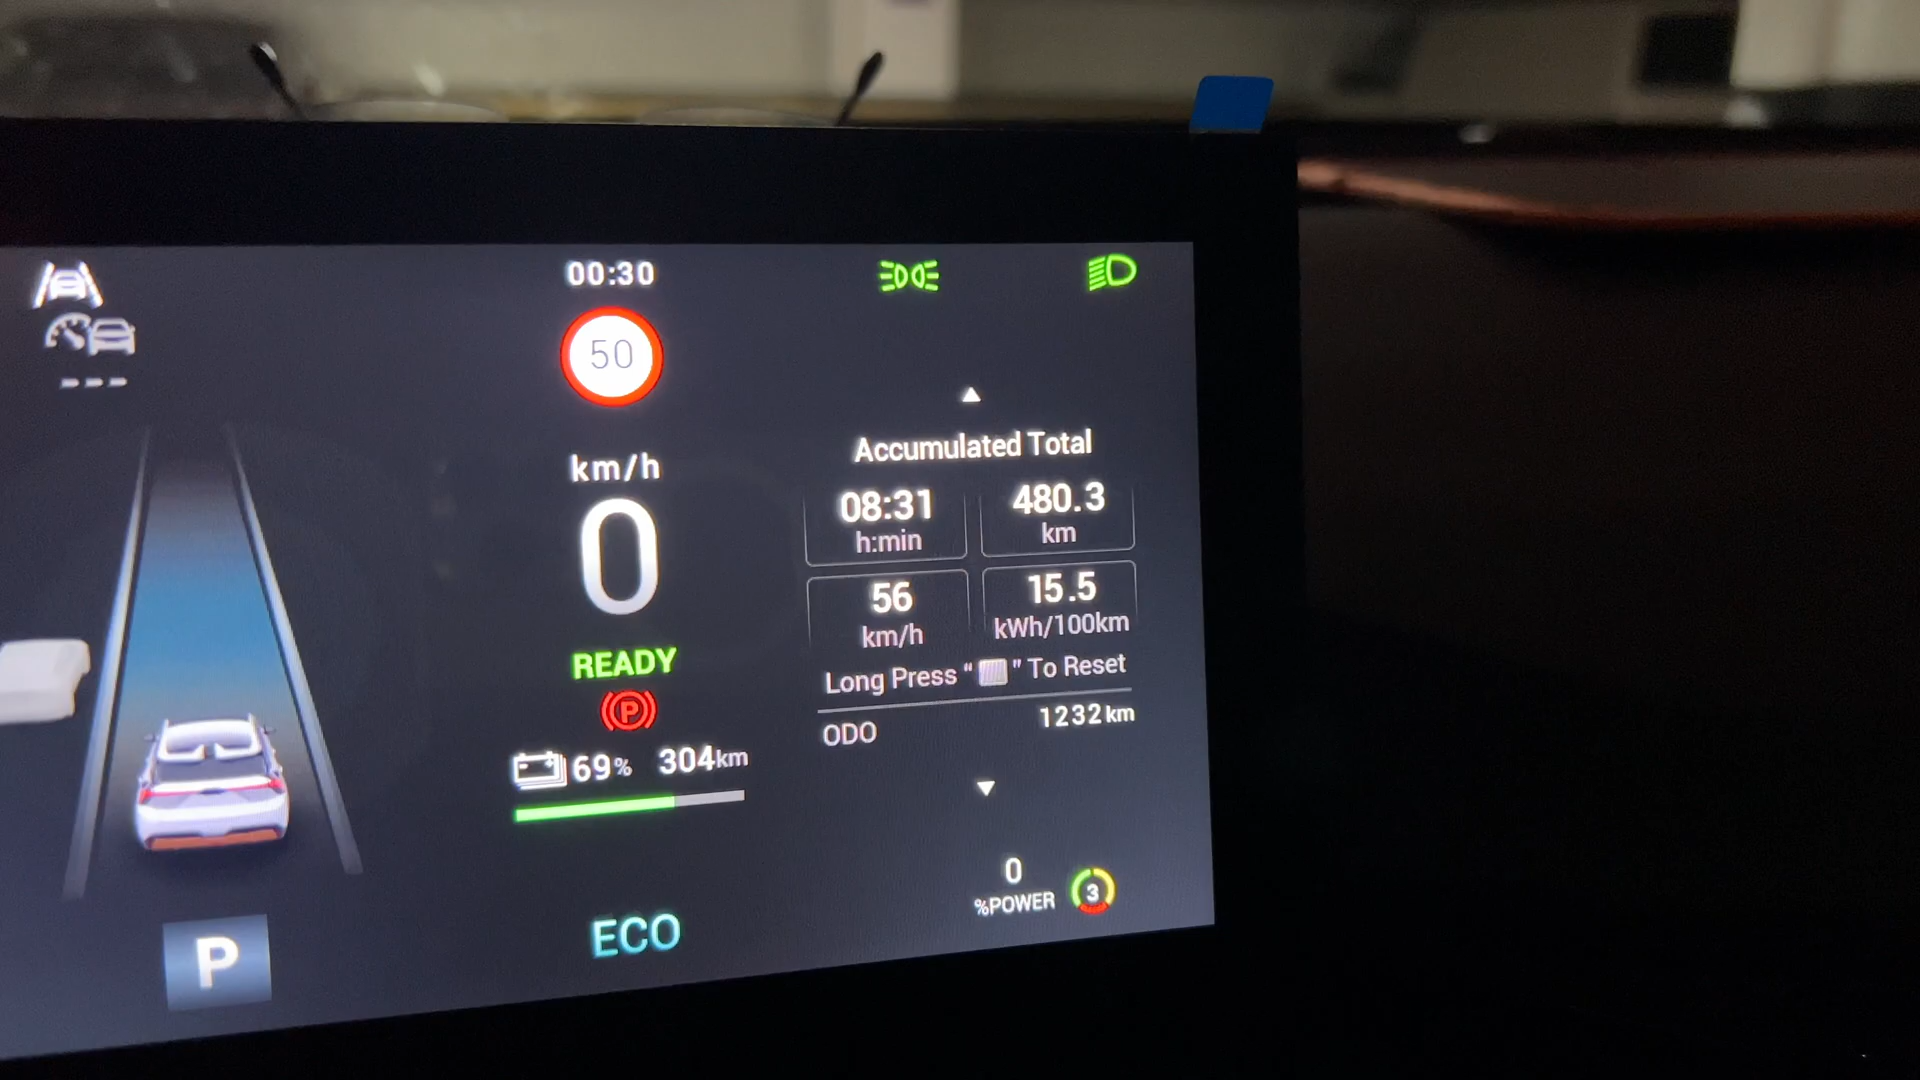 00:30
50
km/h
0
READY
P
69% 304km
ECO
P
Accumulated Total
08:31 h:min
480.3 km
56 km/h
15.5 kWh/100km
Long Press " " To Reset
ODO 1232km
0
%POWER
3